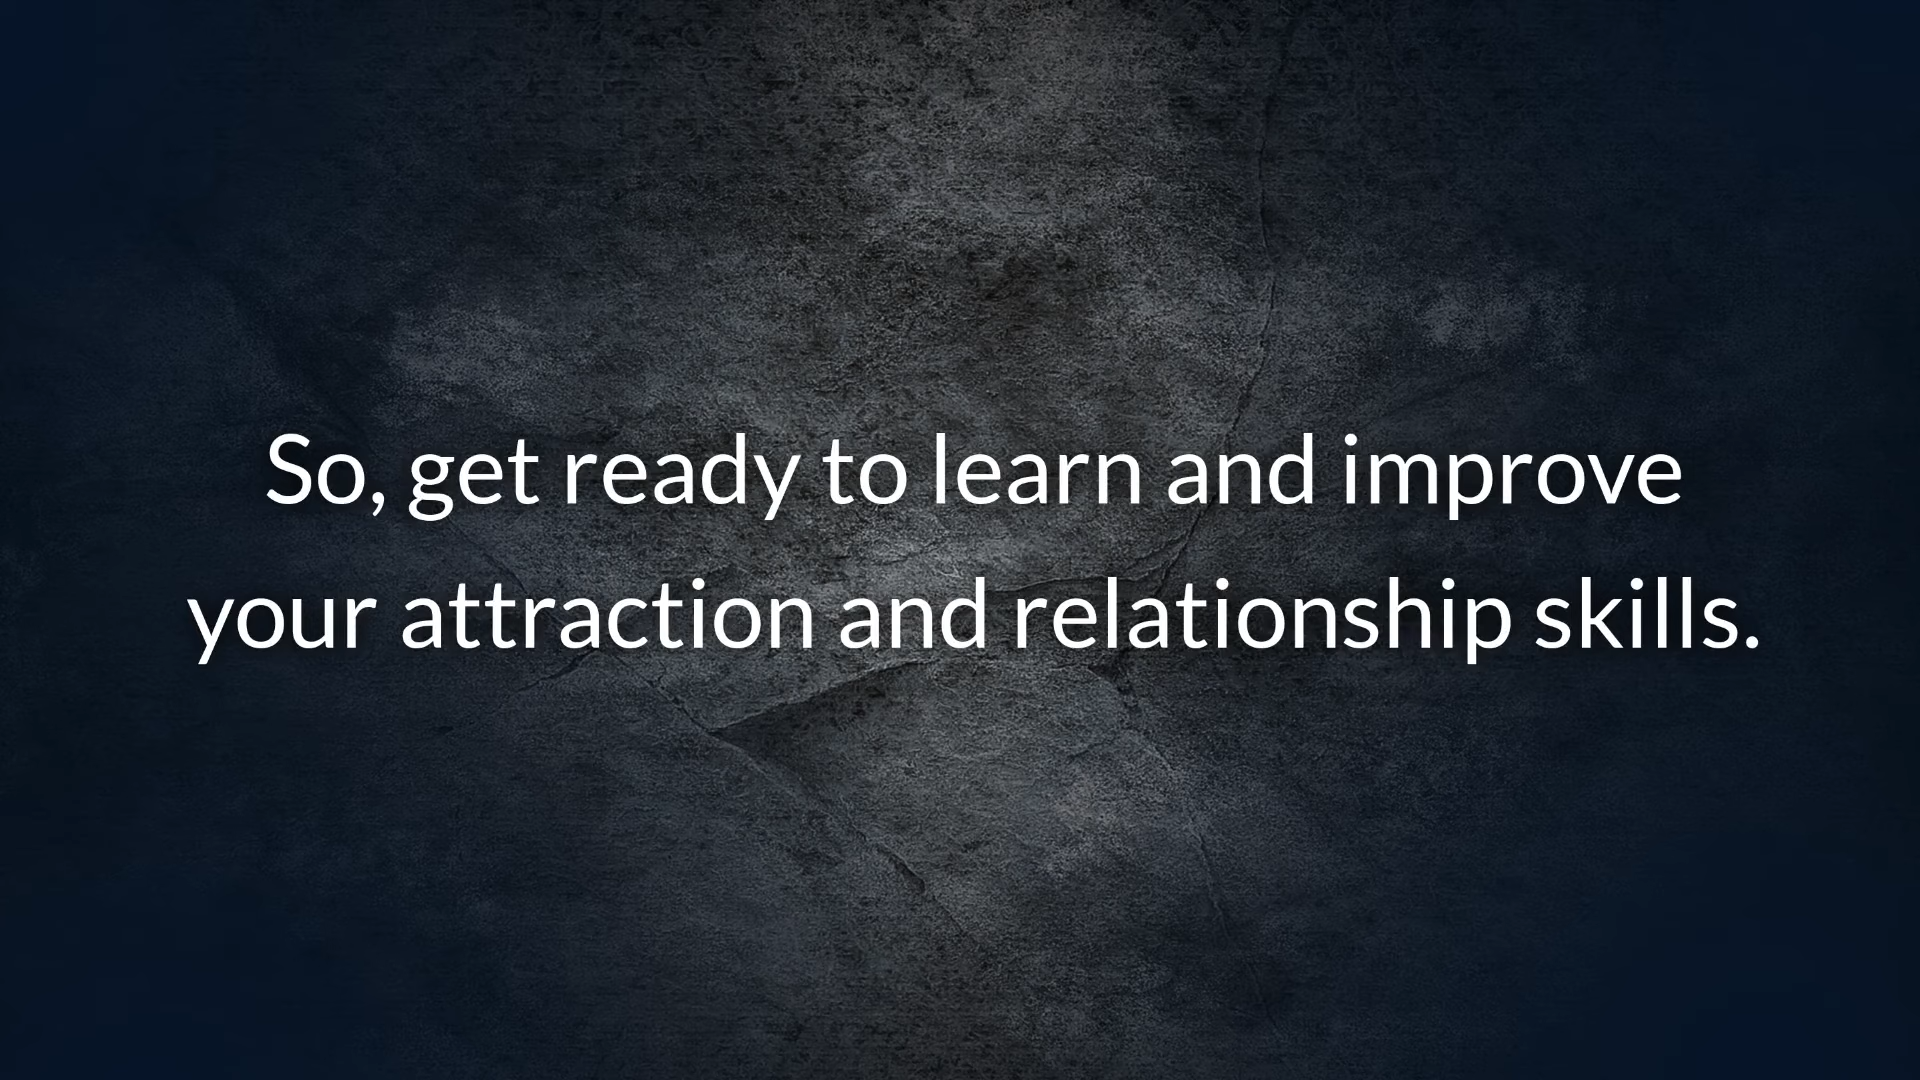 So, get ready to learn and improve
your attraction and relationship skills.